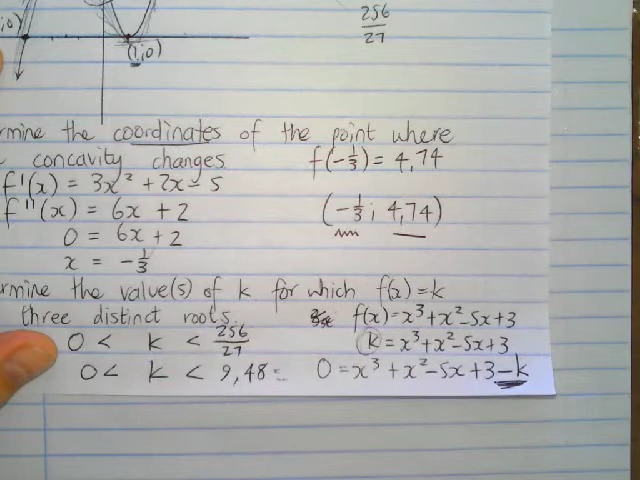 ;0)
256
27
(1;0)
rmine the coordinates of the point where
concavity changes
f(-1/3) = 4,74
f'(x) = 3x² + 2x - 5
f''(x) = 6x + 2
(-1/3 ; 4,74)
0 = 6x + 2
x = -1/3
rmine the value(s) of k for which f(x)=k
three distinct roots.
f(x)=x³+x²-5x+3
0 < k < 256/27
k=x³+x²-5x+3
0 < k < 9,48
0=x³+x²-5x+3-k